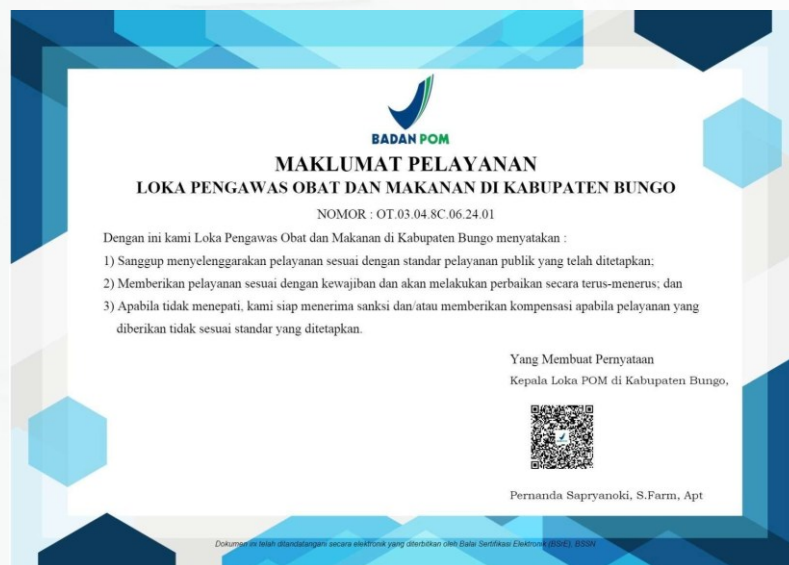 BADAN POM
MAKLUMAT PELAYANAN
LOKA PENGAWAS OBAT DAN MAKANAN DI KABUPATEN BUNGO
NOMOR : OT.03.04.8C.06.24.01
Dengan ini kami Loka Pengawas Obat dan Makanan di Kabupaten Bungo menyatakan :
1) Sanggup menyelenggarakan pelayanan sesuai dengan standar pelayanan publik yang telah ditetapkan;
2) Memberikan pelayanan sesuai dengan kewajiban dan akan melakukan perbaikan secara terus-menerus; dan
3) Apabila tidak menepati, kami siap menerima sanksi dan/atau memberikan kompensasi apabila pelayanan yang
diberikan tidak sesuai standar yang ditetapkan.
Yang Membuat Pernyataan
Kepala Loka POM di Kabupaten Bungo,
Pernanda Sapryanoki, S.Farm, Apt
Dokumen ini telah ditandatangani secara elektronik yang diterbitkan oleh Balai Sertifikasi Elektronik (BSrE), BSSN